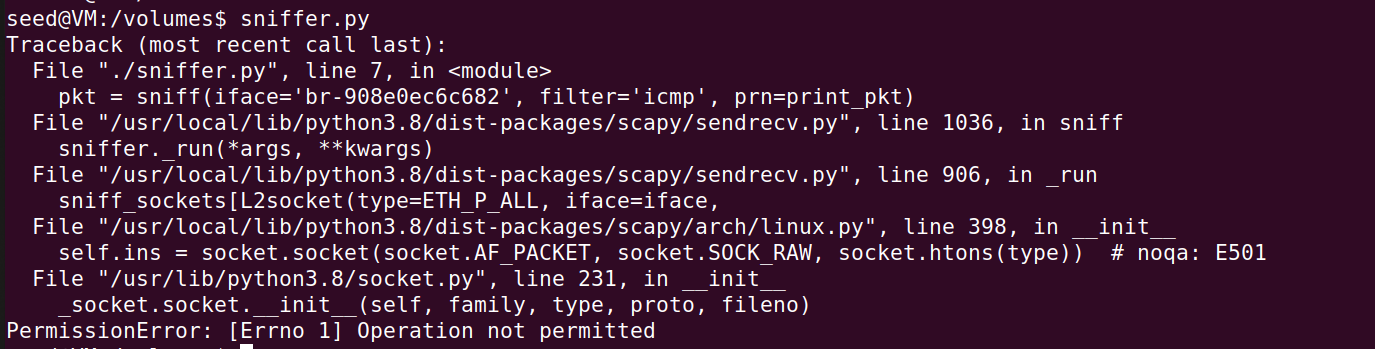 seed@VM:/volumes$ sniffer.py
Traceback (most recent call last):
  File "./sniffer.py", line 7, in <module>
    pkt = sniff(iface='br-908e0ec6c682', filter='icmp', prn=print_pkt)
  File "/usr/local/lib/python3.8/dist-packages/scapy/sendrecv.py", line 1036, in sniff
    sniffer._run(*args, **kwargs)
  File "/usr/local/lib/python3.8/dist-packages/scapy/sendrecv.py", line 906, in _run
    sniff_sockets[L2socket(type=ETH_P_ALL, iface=iface,
  File "/usr/local/lib/python3.8/dist-packages/scapy/arch/linux.py", line 398, in __init__
    self.ins = socket.socket(socket.AF_PACKET, socket.SOCK_RAW, socket.htons(type))  # noqa: E501
  File "/usr/lib/python3.8/socket.py", line 231, in __init__
    _socket.socket.__init__(self, family, type, proto, fileno)
PermissionError: [Errno 1] Operation not permitted